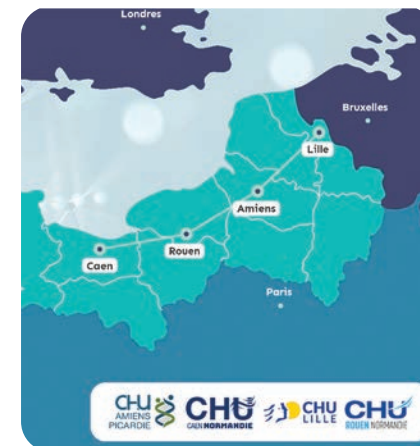 Londres
Bruxelles
Lille
Amiens
Rouen
Caen
Paris
CHU
AMIENS
PICARDIE
CHU
CAEN NORMANDIE
CHU
LILLE
CHU
ROUEN NORMANDIE